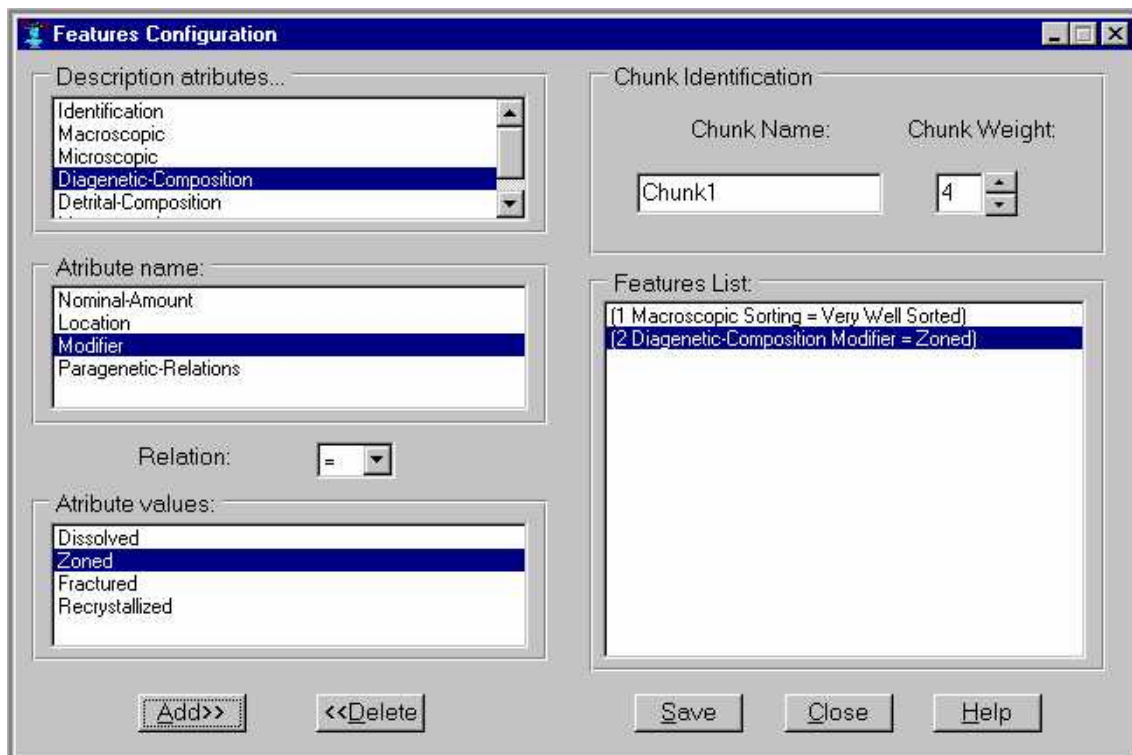 Features Configuration
Description atributes...
Identification
Macroscopic
Microscopic
Diagenetic-Composition
Detrital-Composition
Atribute name:
Nominal-Amount
Location
Modifier
Paragenetic-Relations
Relation:
=
Atribute values:
Dissolved
Zoned
Fractured
Recrystallized
Add>>
<<Delete
Chunk Identification
Chunk Name:
Chunk Weight:
Chunk1
4
Features List:
(1 Macroscopic Sorting = Very Well Sorted)
(2 Diagenetic-Composition Modifier = Zoned)
Save
Close
Help